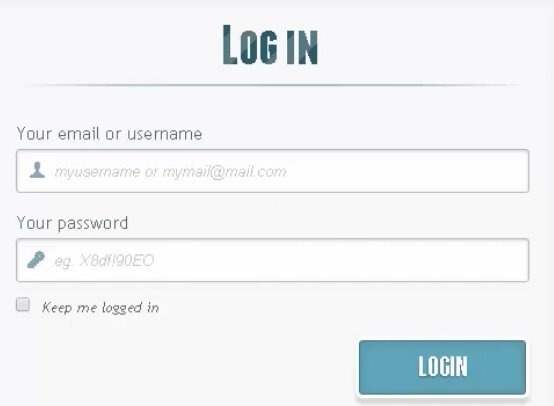 LOG IN
Your email or username
myusername or mymail@mail.com
Your password
eg. X8df!90EO
Keep me logged in
LOGIN